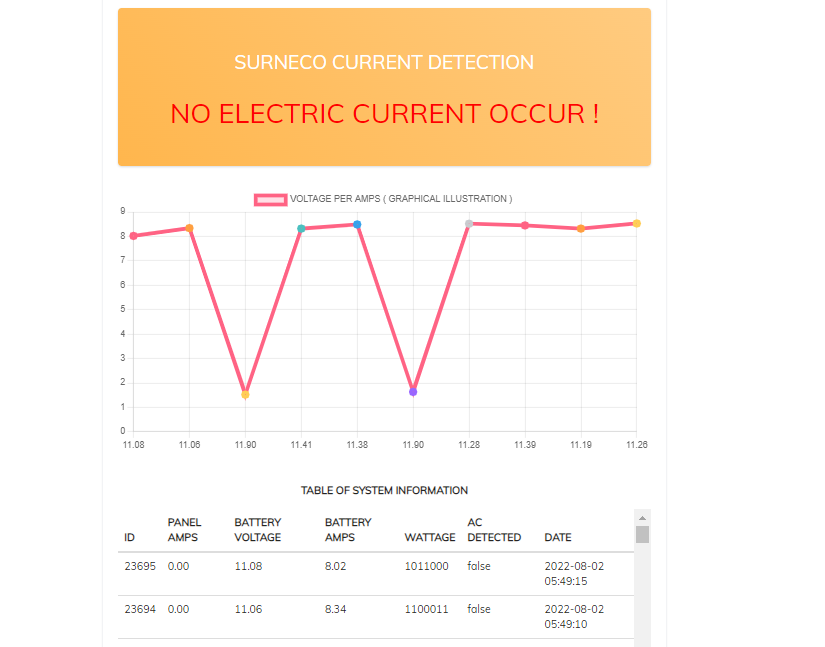 SURNECO CURRENT DETECTION
NO ELECTRIC CURRENT OCCUR !
VOLTAGE PER AMPS ( GRAPHICAL ILLUSTRATION )
9
8
7
6
5
4
3
2
1
0
11.08 11.06 11.90 11.41 11.38 11.90 11.28 11.39 11.19 11.26
TABLE OF SYSTEM INFORMATION
ID PANEL AMPS BATTERY VOLTAGE BATTERY AMPS WATTAGE AC DETECTED DATE
23695 0.00 11.08 8.02 1011000 false 2022-08-02 05:49:15
23694 0.00 11.06 8.34 1100011 false 2022-08-02 05:49:10